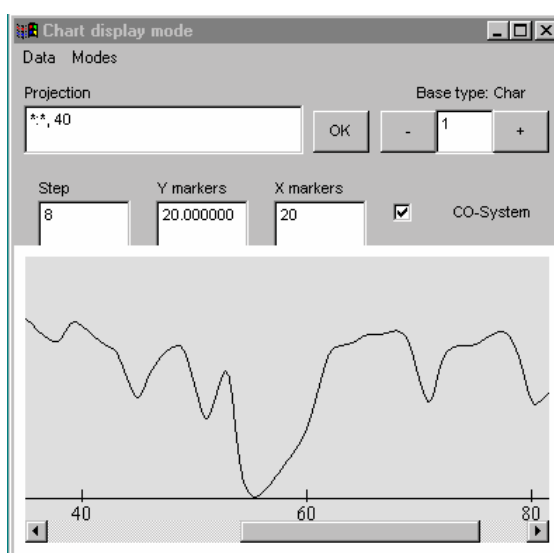 Chart display mode
Data Modes
Projection Base type: Char
*:*, 40 OK - 1 +
Step Y markers X markers
8 20.000000 20 CO-System
40 60 80